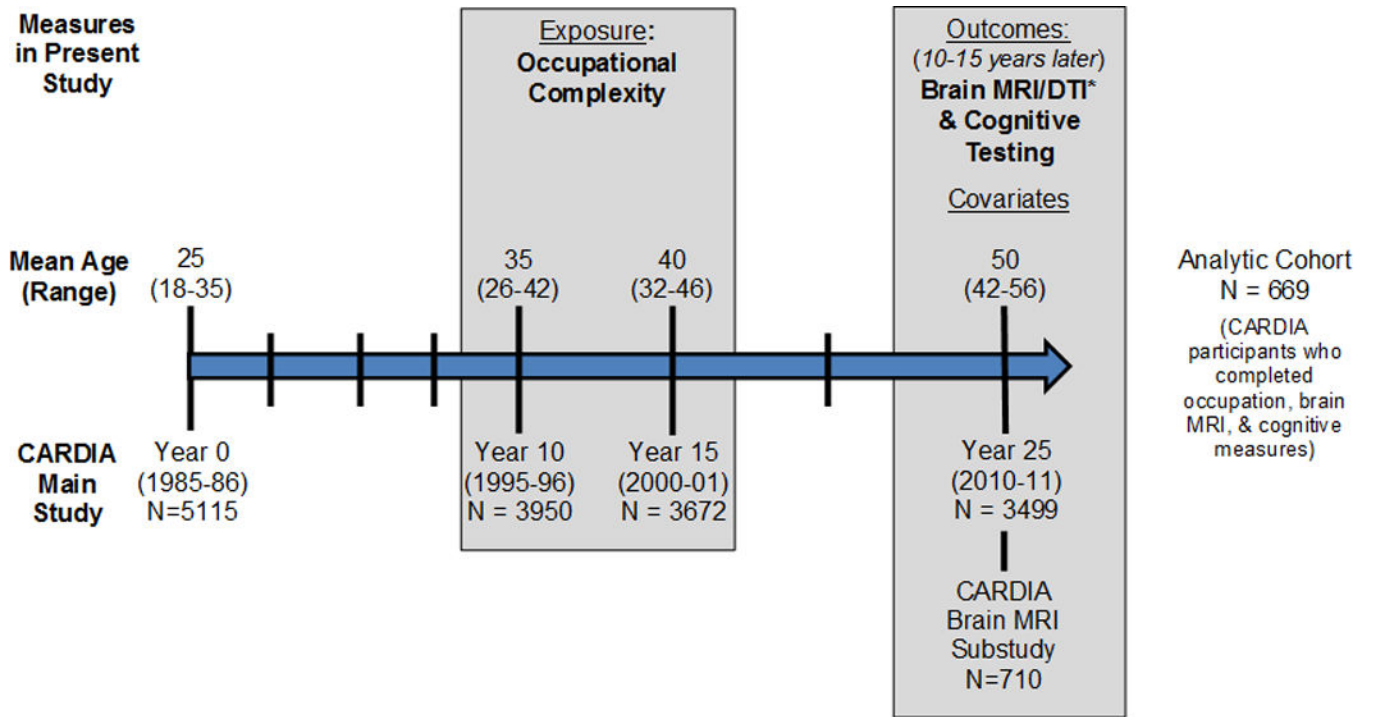 Measures
in Present
Study
Exposure:
Occupational
Complexity
Outcomes:
(10-15 years later)
Brain MRI/DTI*
& Cognitive
Testing
Covariates
Mean Age
(Range)
25
(18-35)
35
(26-42)
40
(32-46)
50
(42-56)
Analytic Cohort
N = 669
(CARDIA
participants who
completed
occupation, brain
MRI, & cognitive
measures)
CARDIA
Main
Study
Year 0
(1985-86)
N=5115
Year 10
(1995-96)
N = 3950
Year 15
(2000-01)
N = 3672
Year 25
(2010-11)
N = 3499
CARDIA
Brain MRI
Substudy
N=710